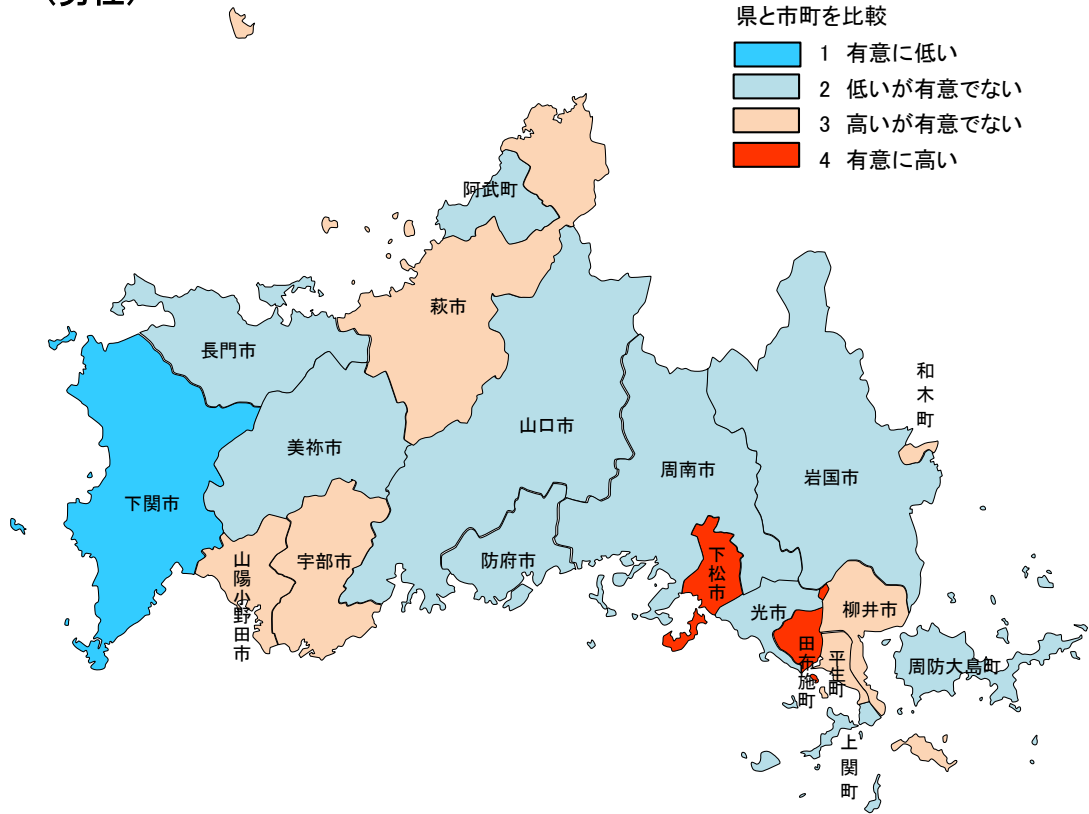 県と市町を比較
1 有意に低い
2 低いが有意でない
3 高いが有意でない
4 有意に高い
阿武町
萩市
長門市
和木町
山口市
美祢市
周南市
岩国市
下関市
防府市
宇部市
山陽小野田市
下松市
光市
柳井市
田布施町
平生町
周防大島町
上関町